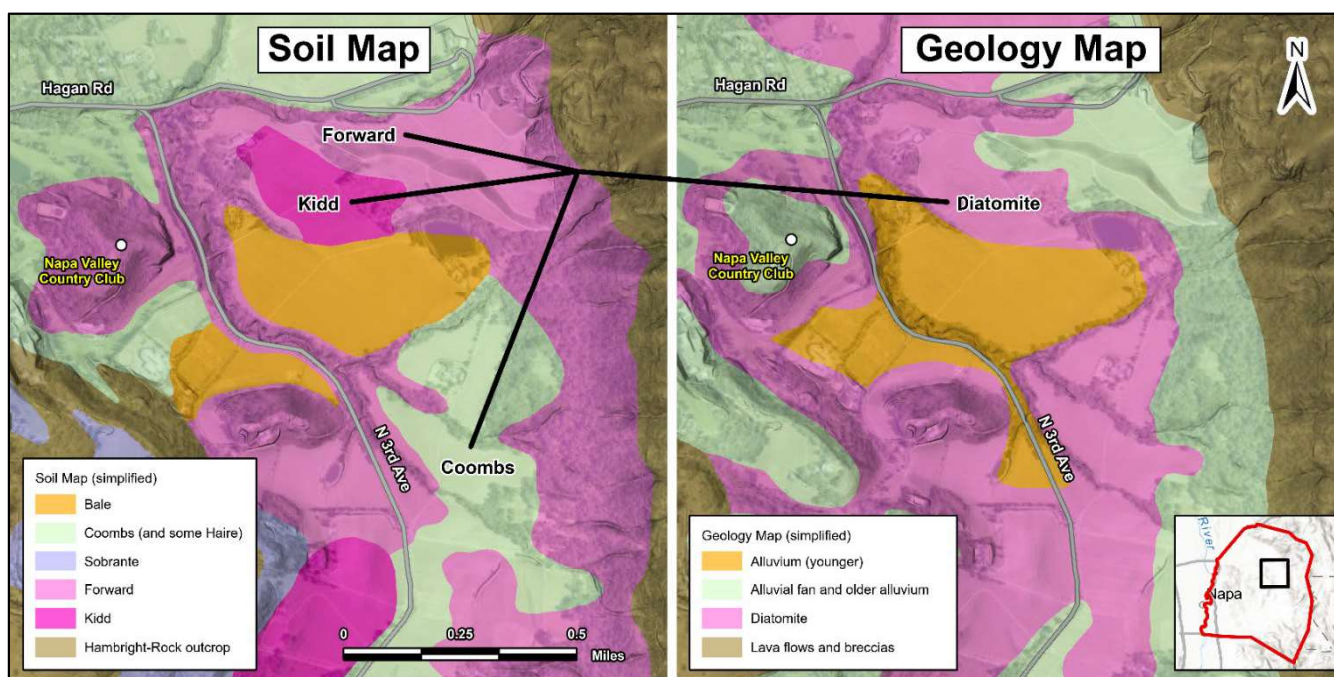 Soil Map
Hagan Rd
Forward
Kidd
Napa Valley
Country Club
N 3rd Ave
Coombs
Soil Map (simplified)
Bale
Coombs (and some Haire)
Sobrante
Forward
Kidd
Hambright-Rock outcrop
0 0.25 0.5
Miles
Geology Map
N
Hagan Rd
Diatomite
Napa Valley
Country Club
N 3rd Ave
Geology Map (simplified)
Alluvium (younger)
Alluvial fan and older alluvium
Diatomite
Lava flows and breccias
River
Napa